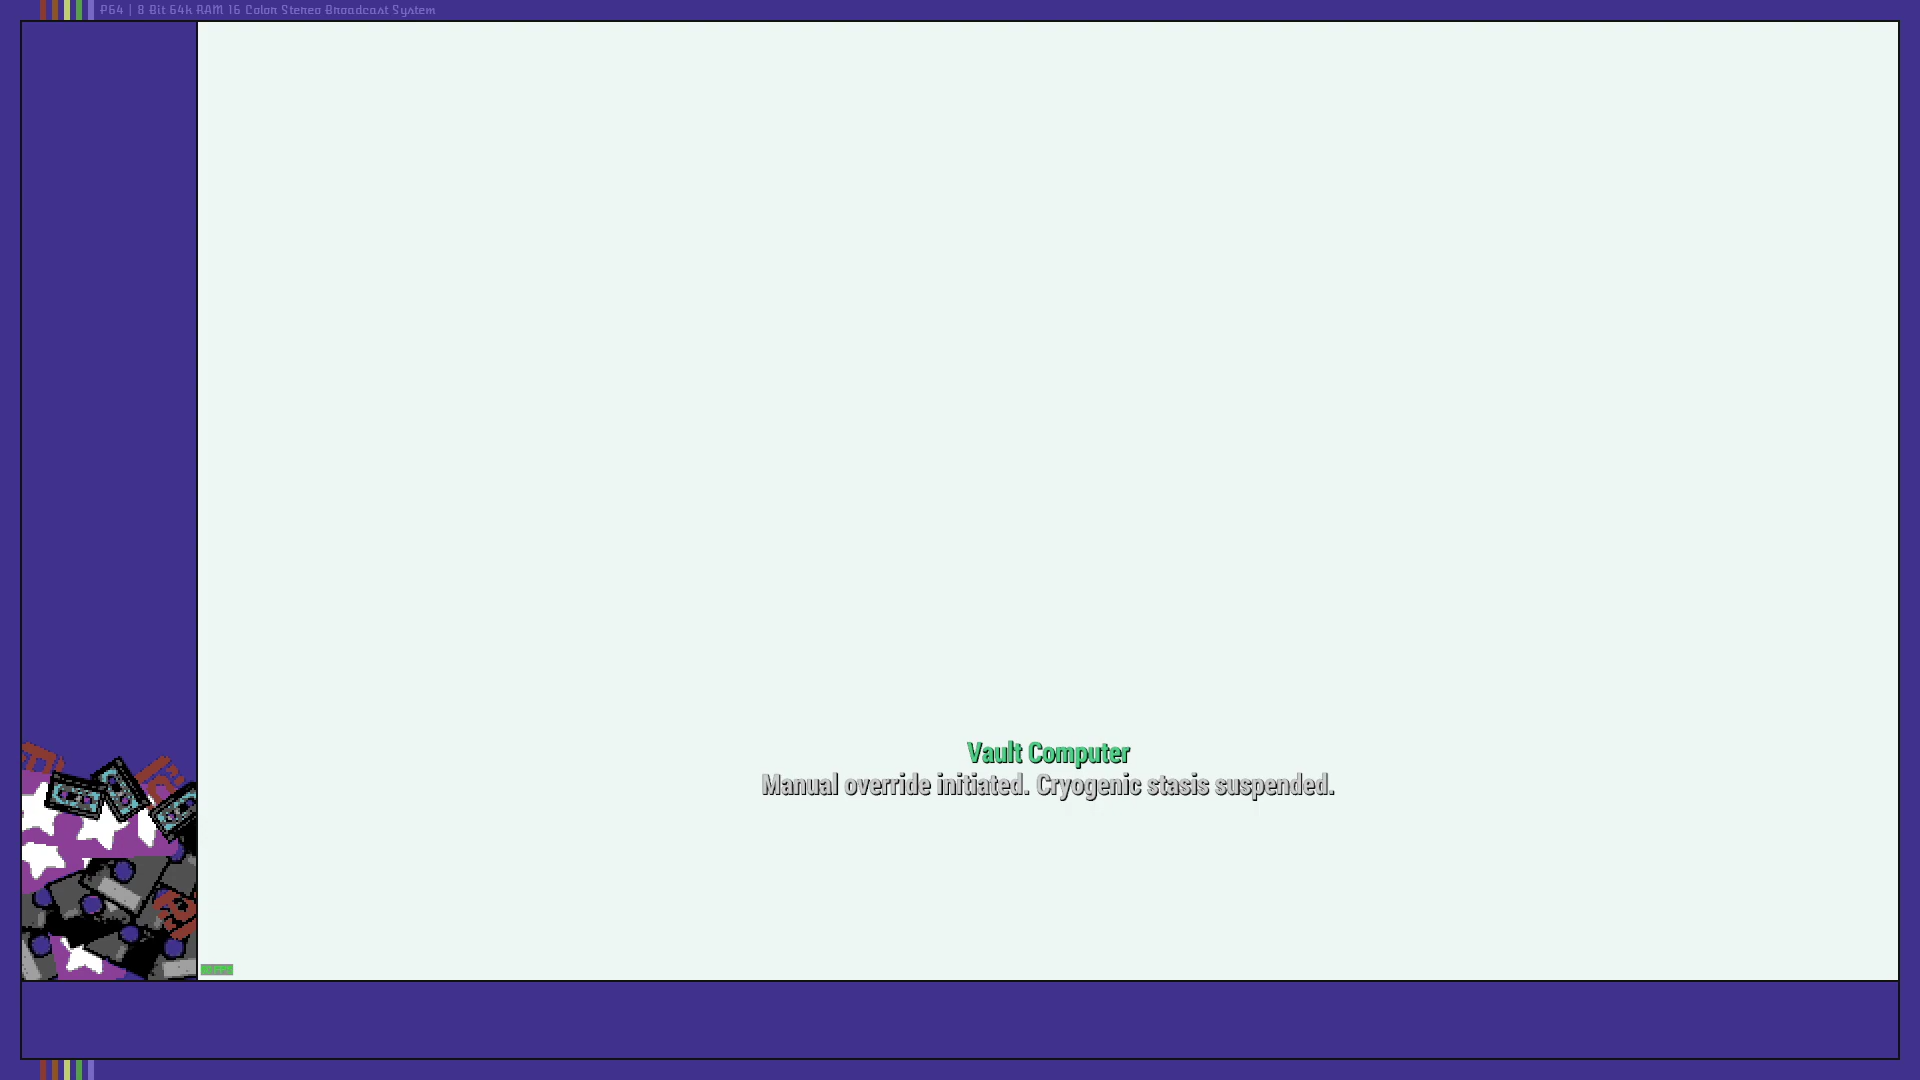 P64 | 8 Bit 64k RAM 16 Color Stereo Broadcast System
Vault Computer
Manual override initiated. Cryogenic stasis suspended.